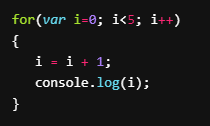 for(var i=0; i<5; i++)
{
   i = i + 1;
   console.log(i);
}